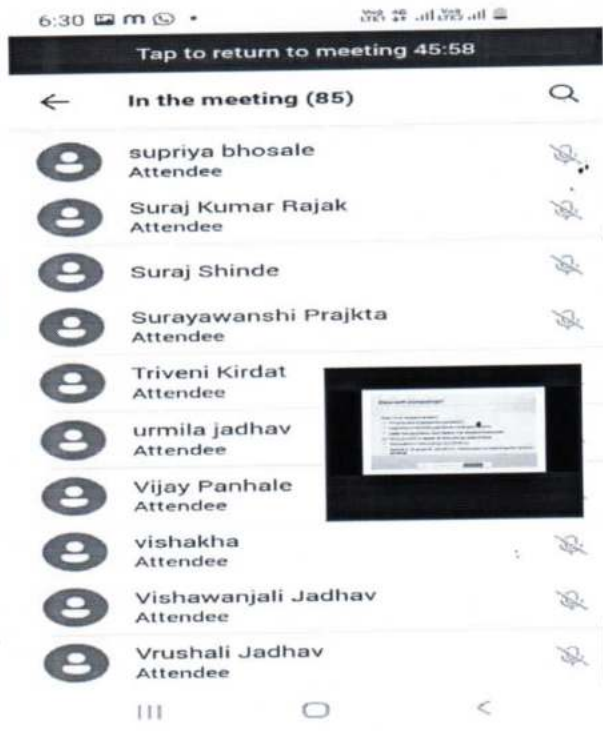 6:30
Tap to return to meeting 45:58
In the meeting (85)
supriya bhosale
Attendee
Suraj Kumar Rajak
Attendee
Suraj Shinde
Surayawanshi Prajkta
Attendee
Triveni Kirdat
Attendee
urmila jadhav
Attendee
Vijay Panhale
Attendee
vishakha
Attendee
Vishawanjali Jadhav
Attendee
Vrushali Jadhav
Attendee